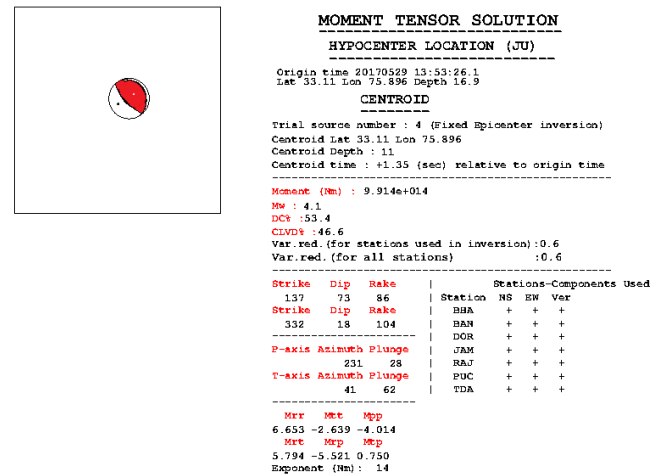 MOMENT TENSOR SOLUTION
HYPOCENTER LOCATION (JU)
Origin time 20170529 13:53:26.1
Lat 33.11 Lon 75.896 Depth 16.9
CENTROID
Trial source number : 4 (Fixed Epicenter inversion)
Centroid Lat 33.11 Lon 75.896
Centroid Depth : 11
Centroid time : +1.35 (sec) relative to origin time
Moment (Nm) : 9.914e+014
Mw : 4.1
DC% :53.4
CLVD% :46.6
Var.red.(for stations used in inversion):0.6
Var.red.(for all stations) :0.6
Strike Dip Rake | Stations-Components Used
137 73 86 | Station NS EW Ver
Strike Dip Rake | BHA + + +
332 18 104 | BAN + + +
| DOR + + +
P-axis Azimuth Plunge | JAM + + +
231 28 | RAJ + + +
T-axis Azimuth Plunge | PUC + + +
41 62 | TDA + + +
Mrr Mtt Mpp
6.653 -2.639 -4.014
Mrt Mrp Mtp
5.794 -5.521 0.750
Exponent (Nm): 14